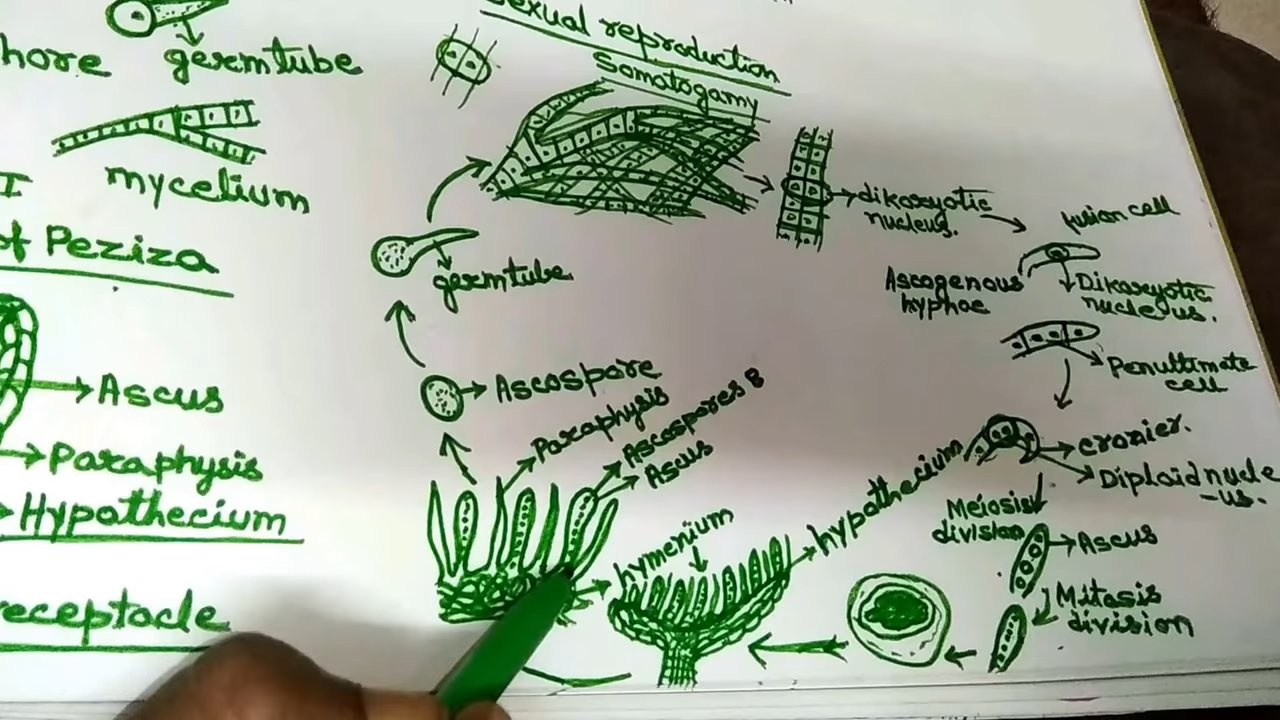 hore
germtube
mycelium
I
of Peziza
Ascus
Paraphysis
Hypothecium
receptacle
Sexual reproduction
Somatogamy
dikaryotic
nucleus.
fusion cell
Ascogenous
hyphae
Dikaryotic
nucleus.
Penultimate
cell
cronier.
Diploid nucle
-us.
Meiosis
division
Ascus
Mitosis
division
germtube
Ascospore
Paraphysis
Ascospores 8
Ascus
hymenium
hypothecium